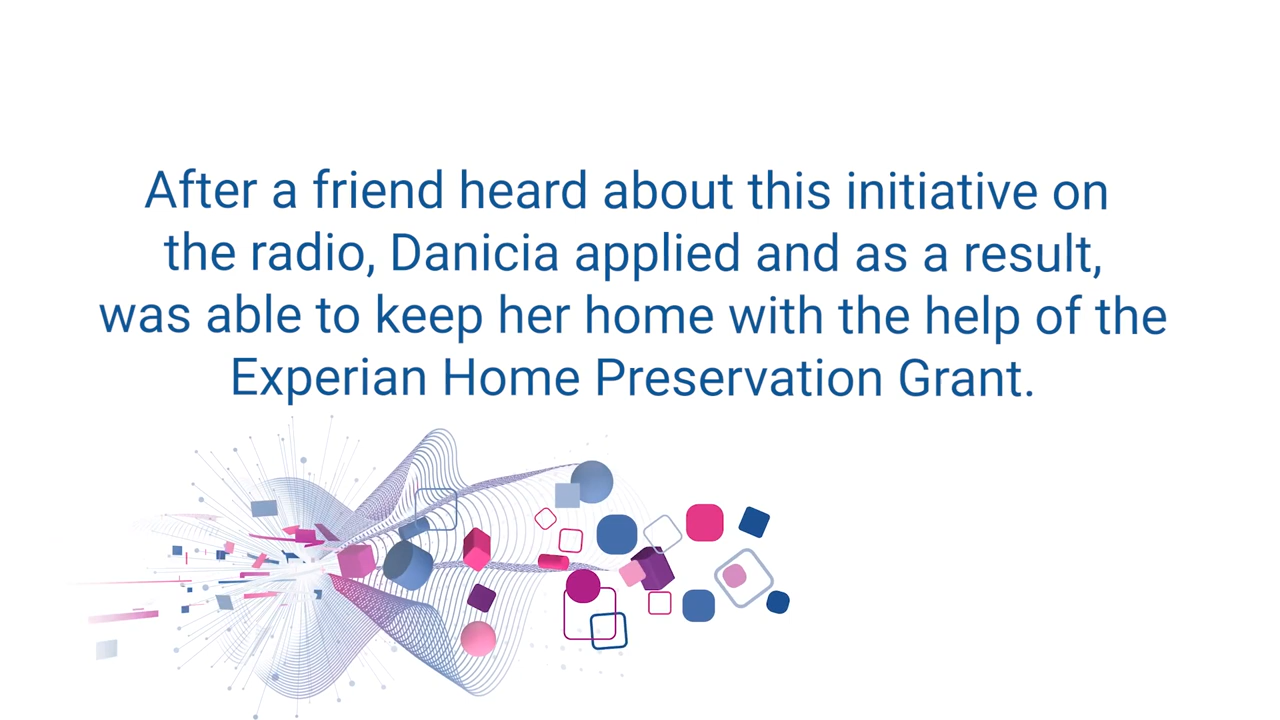 After a friend heard about this initiative on
the radio, Danicia applied and as a result,
was able to keep her home with the help of the
Experian Home Preservation Grant.